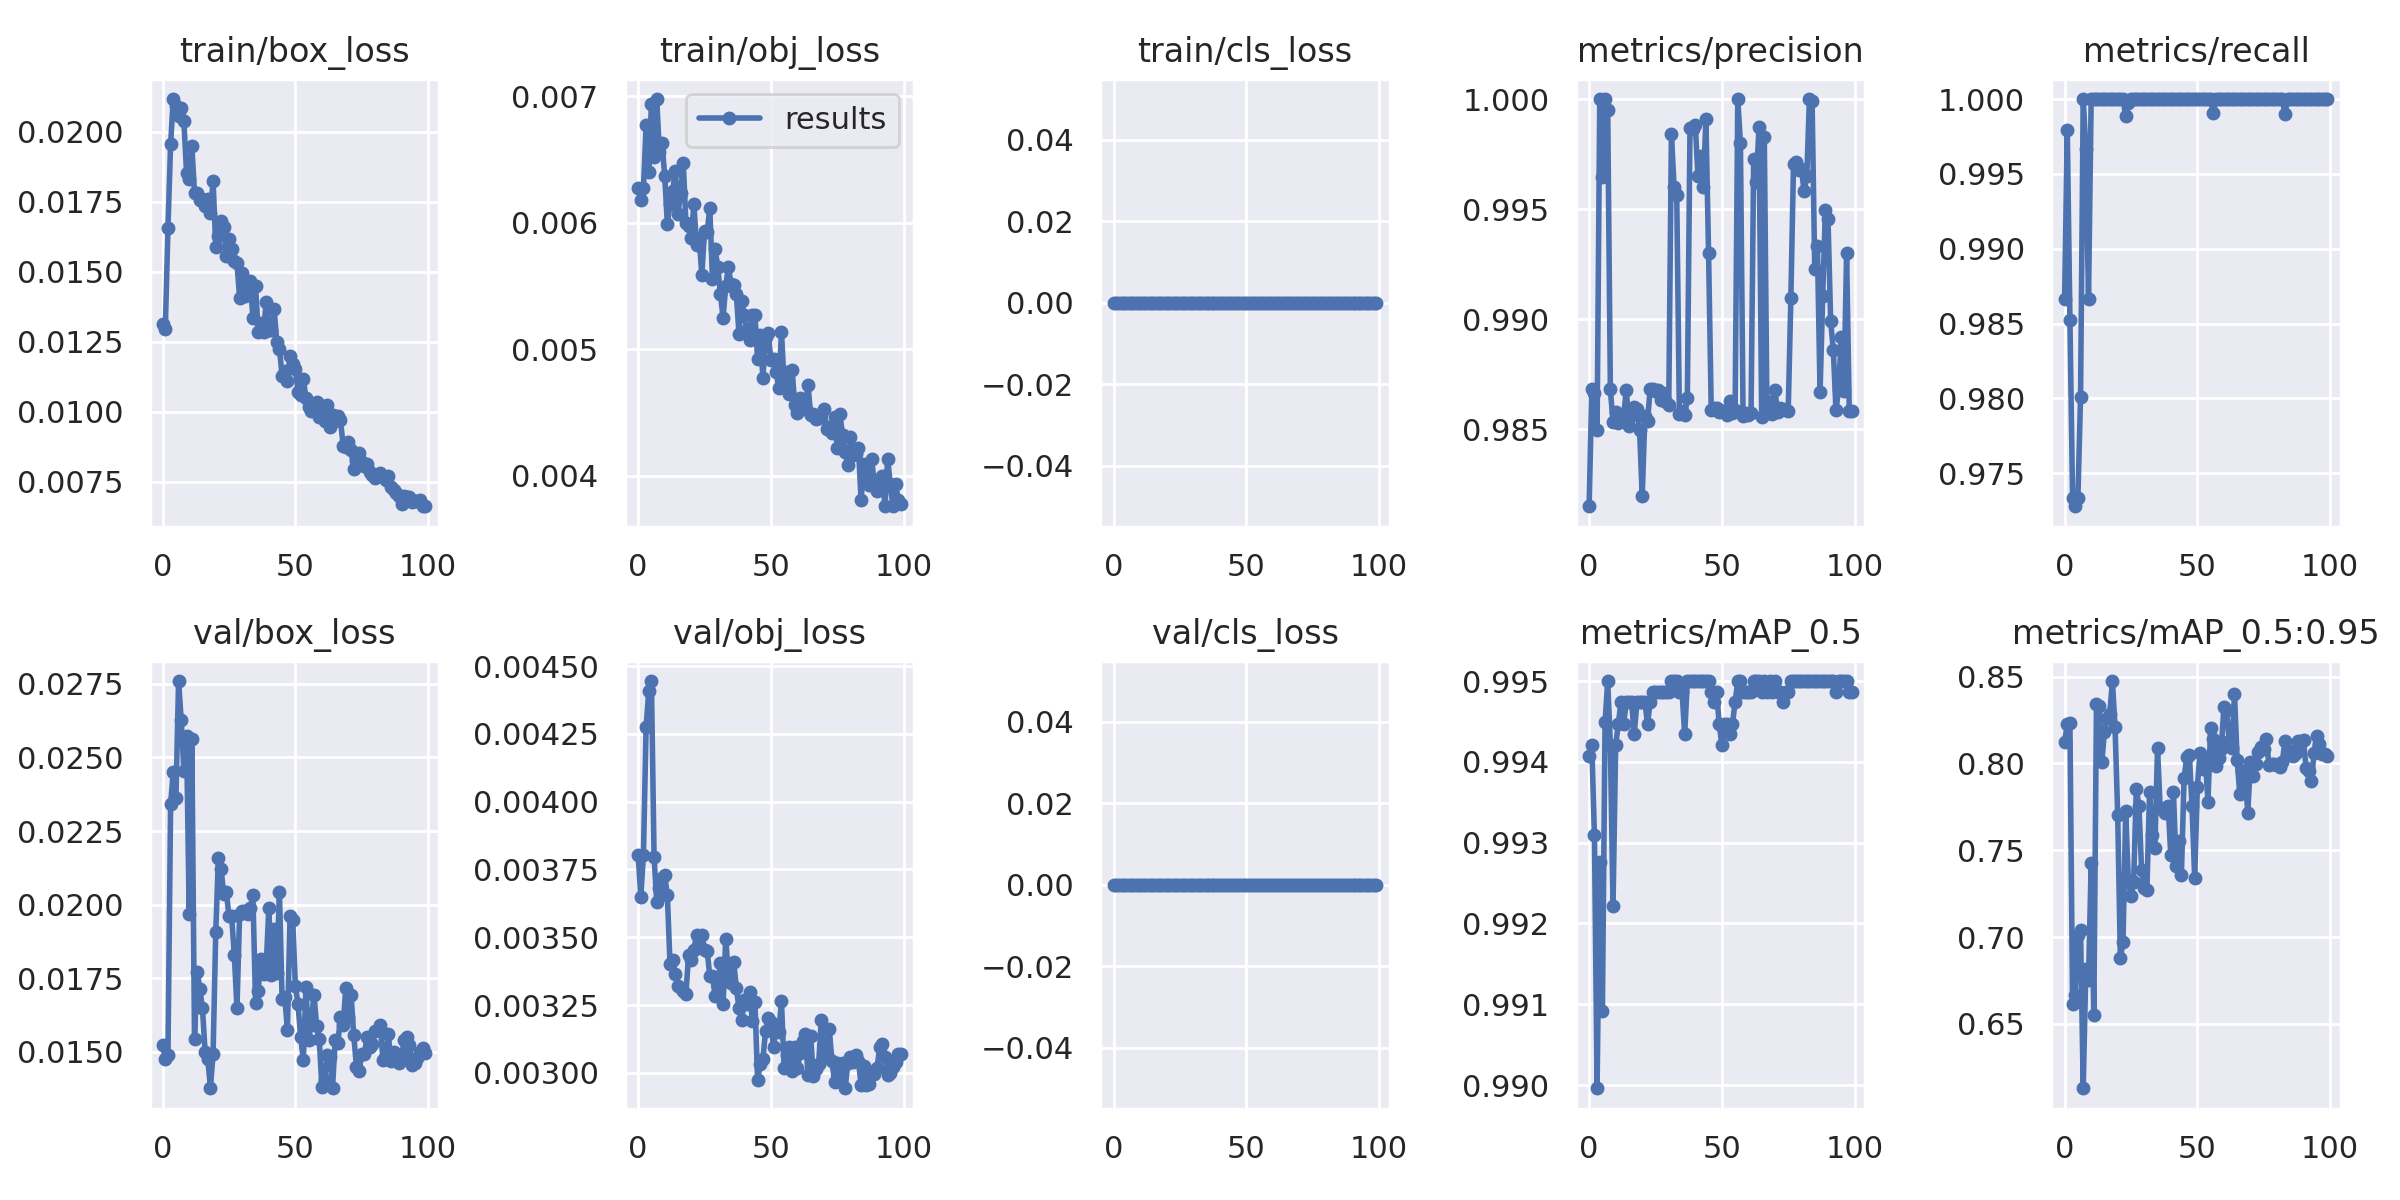 train/box_loss
0.0200
0.0175
0.0150
0.0125
0.0100
0.0075
0 50 100
train/obj_loss
results
0.007
0.006
0.005
0.004
0 50 100
train/cls_loss
0.04
0.02
0.00
−0.02
−0.04
0 50 100
metrics/precision
1.000
0.995
0.990
0.985
0 50 100
metrics/recall
1.000
0.995
0.990
0.985
0.980
0.975
0 50 100
val/box_loss
0.0275
0.0250
0.0225
0.0200
0.0175
0.0150
0 50 100
val/obj_loss
0.00450
0.00425
0.00400
0.00375
0.00350
0.00325
0.00300
0 50 100
val/cls_loss
0.04
0.02
0.00
−0.02
−0.04
0 50 100
metrics/mAP_0.5
0.995
0.994
0.993
0.992
0.991
0.990
0 50 100
metrics/mAP_0.5:0.95
0.85
0.80
0.75
0.70
0.65
0 50 100